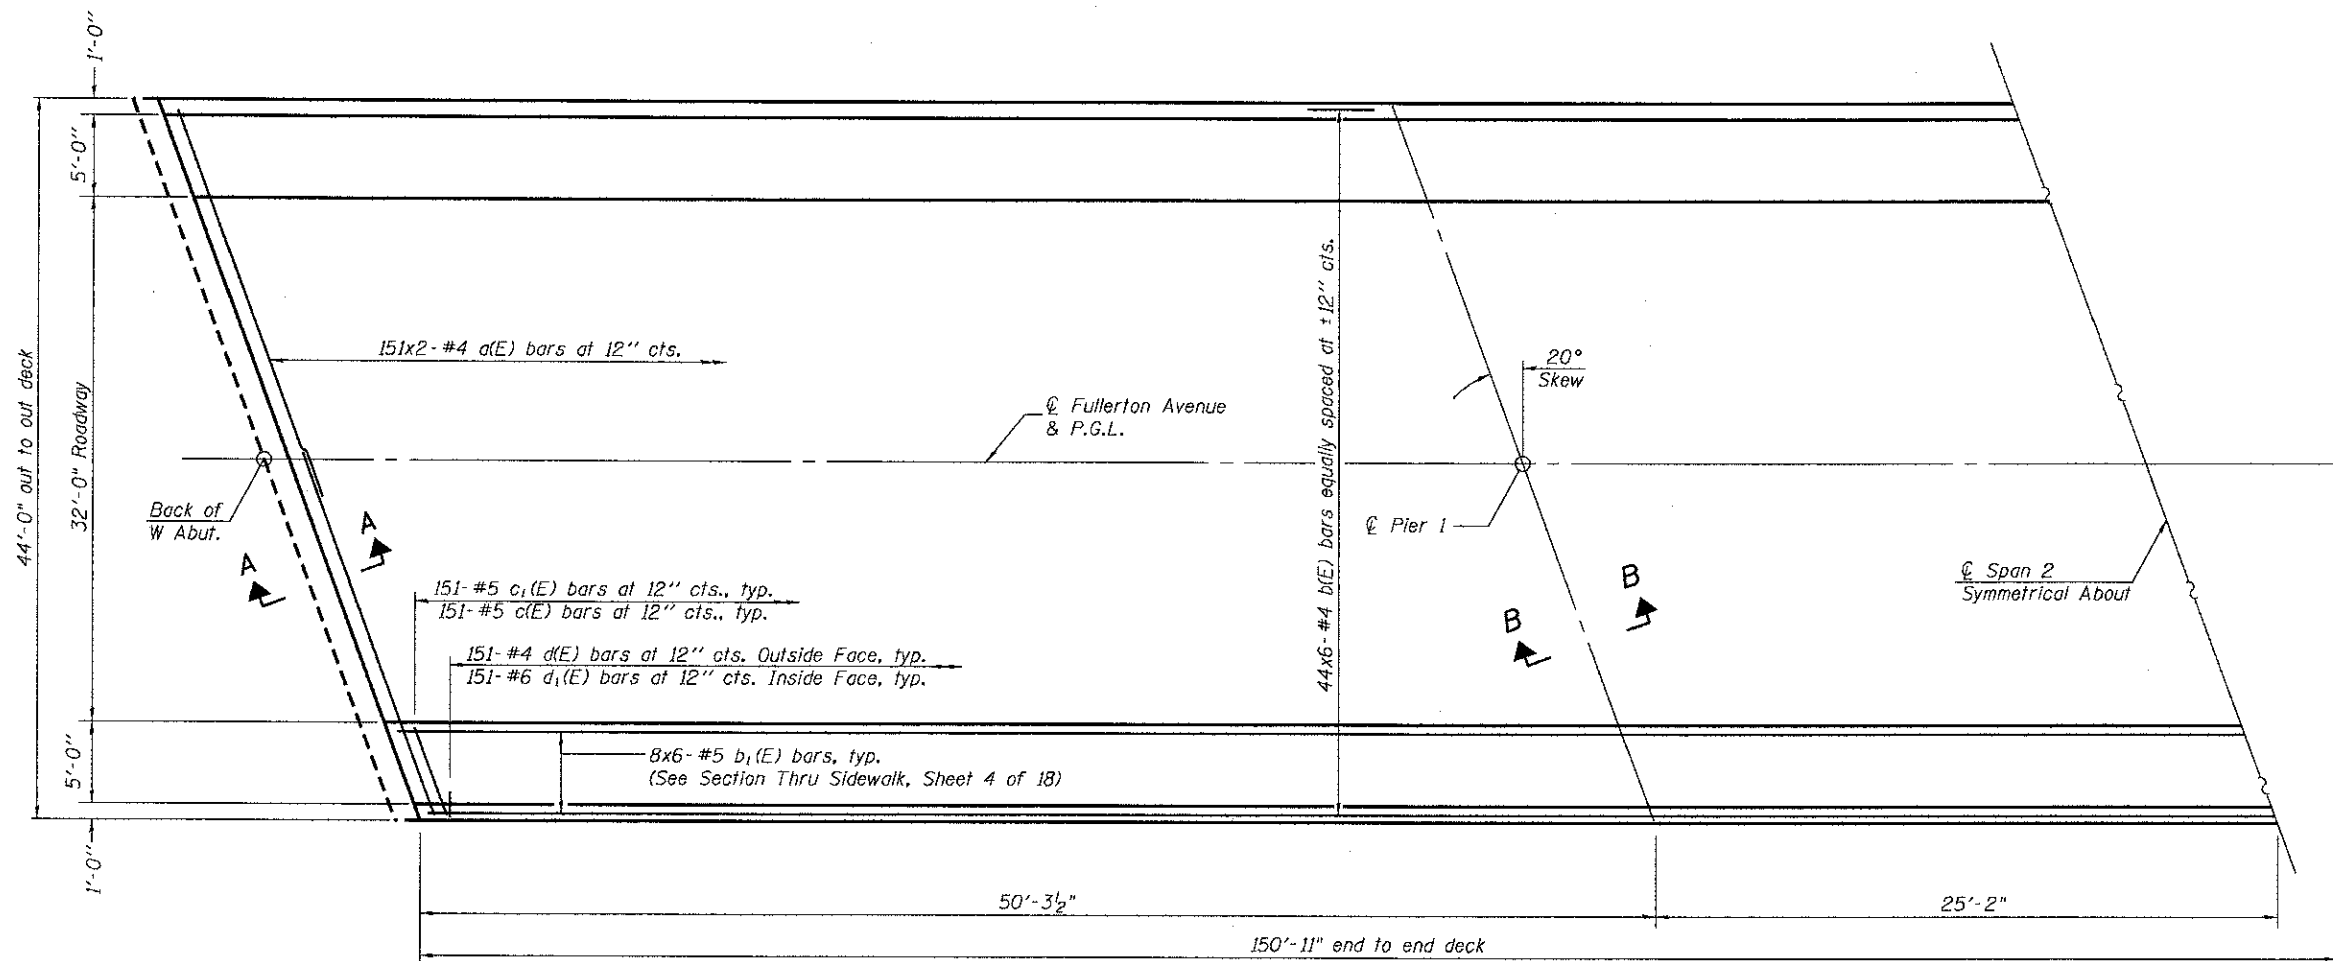 1'-0"
5'-0"
44'-0" out to out deck
32'-0" Roadway
5'-0"
1'-0"
151x2-#4 a(E) bars at 12" cts.
℄ Fullerton Avenue
& P.G.L.
44x6-#4 b(E) bars equally spaced at ±12" cts.
20°
Skew
Back of
W Abut.
A
A
℄ Pier 1
B
B
℄ Span 2
Symmetrical About
151-#5 c₁(E) bars at 12" cts., typ.
151-#5 c(E) bars at 12" cts., typ.
151-#4 d(E) bars at 12" cts. Outside Face, typ.
151-#6 d₁(E) bars at 12" cts. Inside Face, typ.
8x6-#5 b₁(E) bars, typ.
(See Section Thru Sidewalk, Sheet 4 of 18)
50'-3½"
25'-2"
150'-11" end to end deck